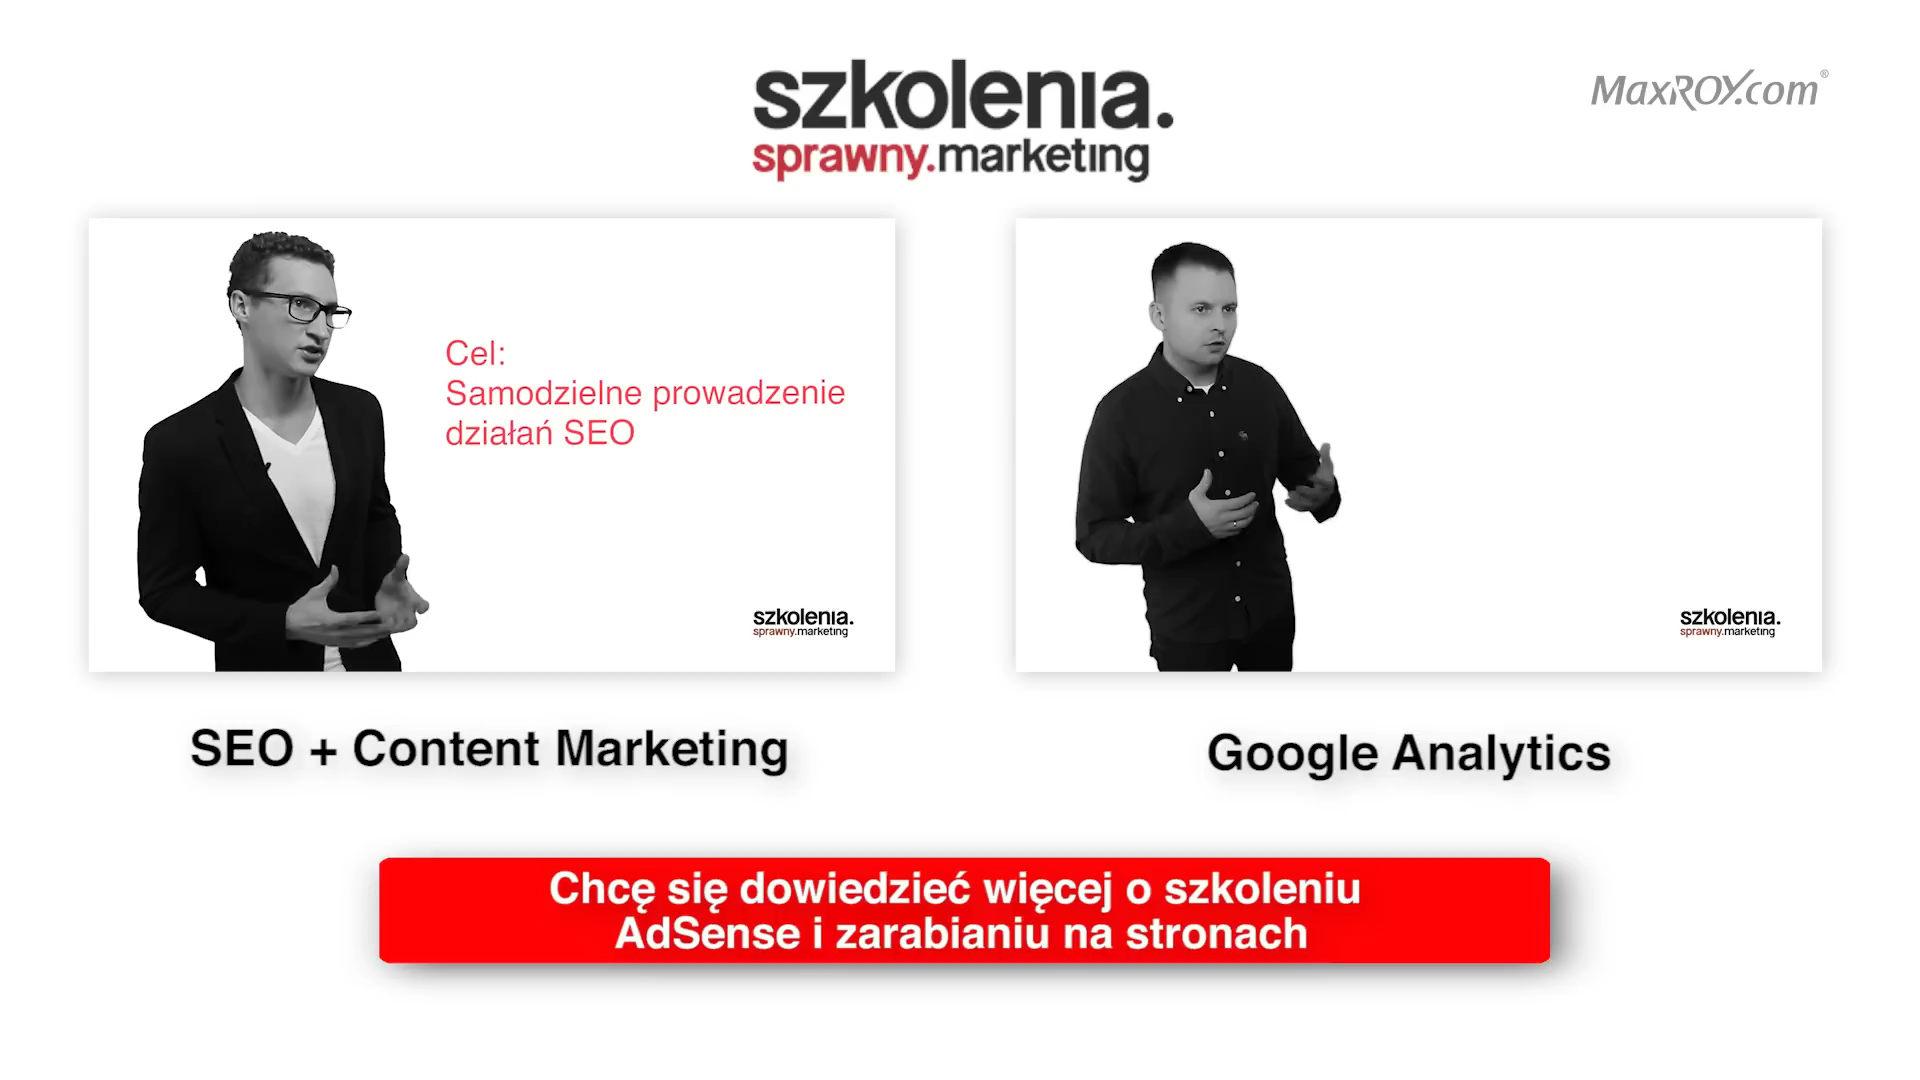 szkolenia.
sprawny.marketing
MaxROY.com®
Cel:
Samodzielne prowadzenie
działań SEO
szkolenia.
sprawny.marketing
szkolenia.
sprawny.marketing
SEO + Content Marketing
Google Analytics
Chcę się dowiedzieć więcej o szkoleniu
AdSense i zarabianiu na stronach